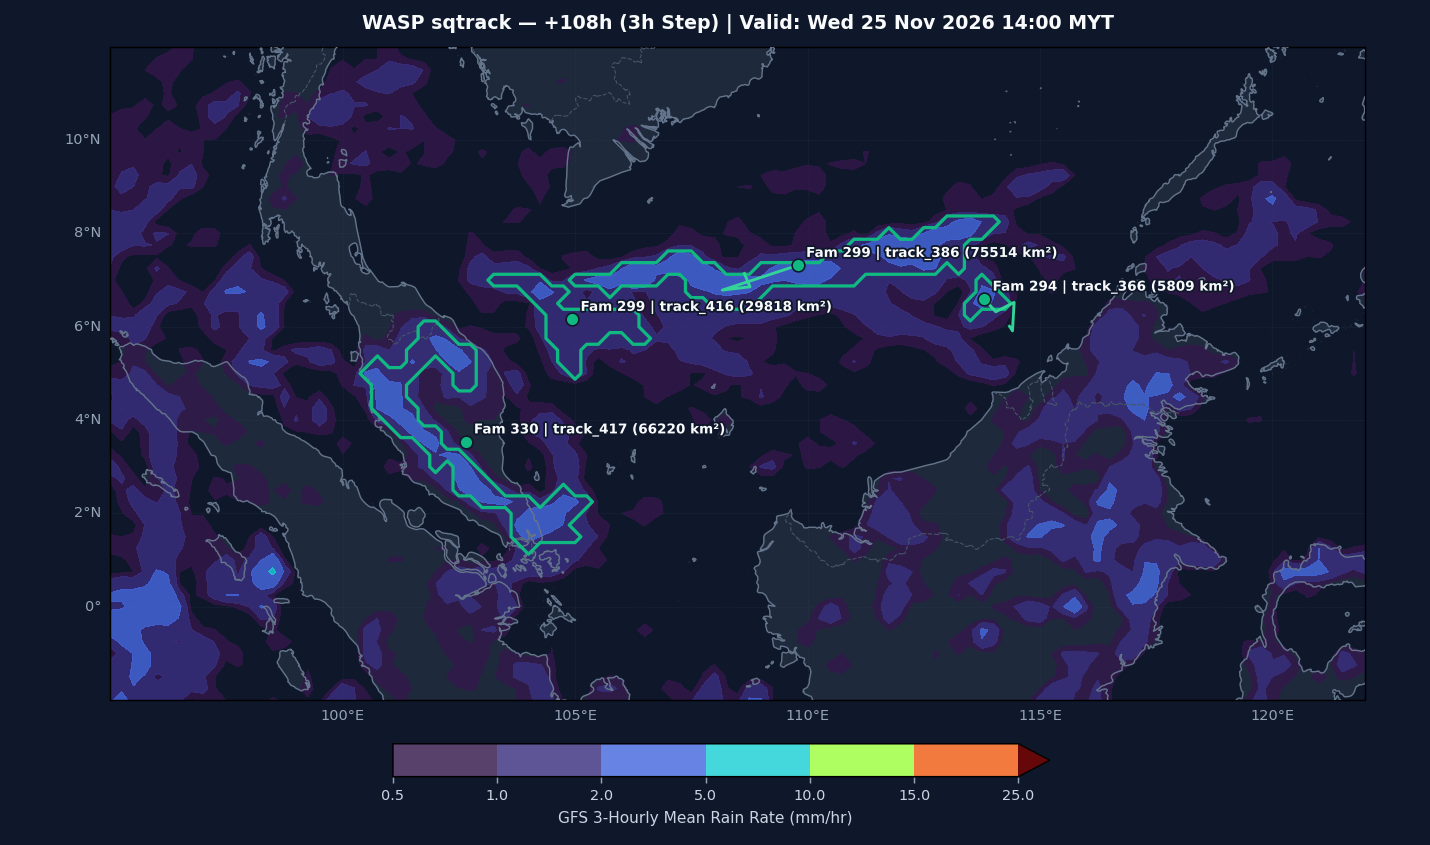 WASP sqtrack — +108h (3h Step) | Valid: Wed 25 Nov 2026 14:00 MYT
10°N
8°N
6°N
4°N
2°N
0°
Fam 299 | track_386 (75514 km²)
Fam 294 | track_366 (5809 km²)
Fam 299 | track_416 (29818 km²)
Fam 330 | track_417 (66220 km²)
100°E
105°E
110°E
115°E
120°E
0.5
1.0
2.0
5.0
10.0
15.0
25.0
GFS 3-Hourly Mean Rain Rate (mm/hr)